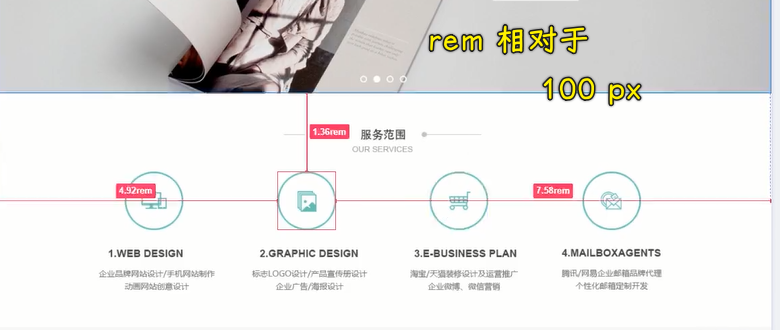 rem 相对于
100 px
1.36rem
服务范围
OUR SERVICES
4.92rem
7.58rem
1.WEB DESIGN
2.GRAPHIC DESIGN
3.E-BUSINESS PLAN
4.MAILBOXAGENTS
企业品牌网站设计/手机网站制作
动画网站创意设计
标志LOGO设计/产品宣传册设计
企业广告/海报设计
淘宝/天猫装修设计及运营推广
企业微博、微信营销
腾讯/网易企业邮箱品牌代理
个性化邮箱定制开发